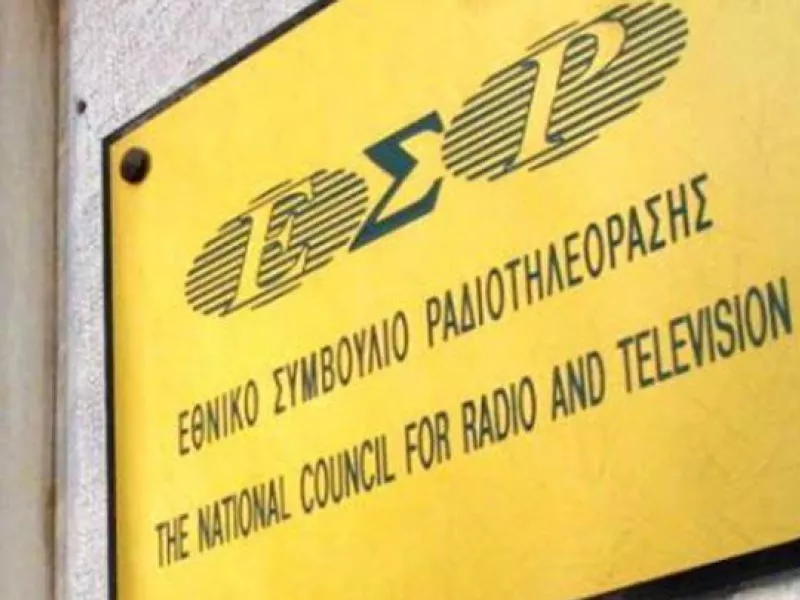 ΕΣΡ
ΕΘΝΙΚΟ ΣΥΜΒΟΥΛΙΟ ΡΑΔΙΟΤΗΛΕΟΡΑΣΗΣ
THE NATIONAL COUNCIL FOR RADIO AND TELEVISION